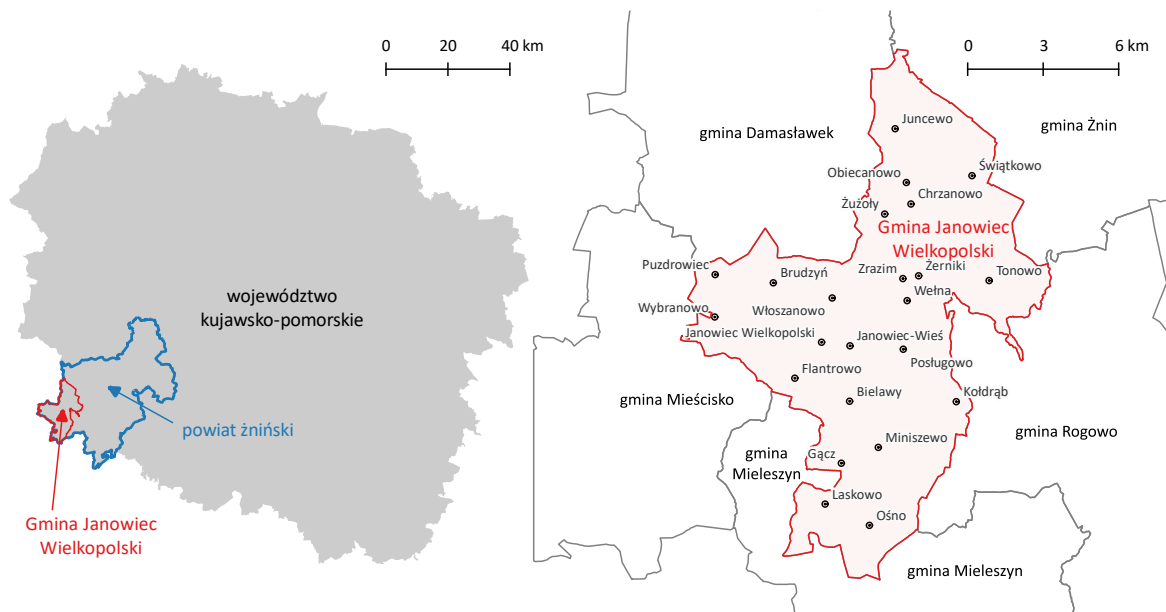 0 20 40 km
województwo
kujawsko-pomorskie
powiat żniński
Gmina Janowiec
Wielkopolski
0 3 6 km
gmina Damasławek
gmina Żnin
Juncewo
Świątkowo
Obiecanowo
Chrzanowo
Żużoły
Gmina Janowiec
Wielkopolski
Puzdrowiec
Brudzyń
Zrazim
Żerniki
Tonowo
Wełna
Wybranowo
Włoszanowo
Janowiec Wielkopolski
Janowiec-Wieś
Posługowo
Flantrowo
gmina Mieścisko
Bielawy
Kołdrąb
gmina Rogowo
Miniszewo
gmina
Mieleszyn
Gącz
Laskowo
Ośno
gmina Mieleszyn